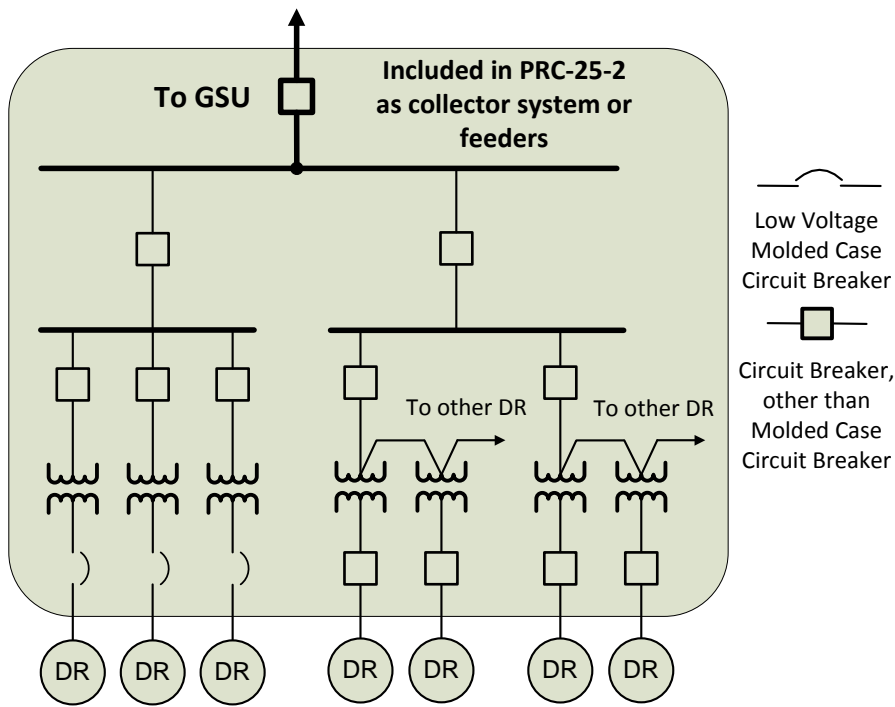 To GSU
Included in PRC-25-2
as collector system or
feeders
Low Voltage
Molded Case
Circuit Breaker
Circuit Breaker,
other than
Molded Case
Circuit Breaker
To other DR
To other DR
DR
DR
DR
DR
DR
DR
DR